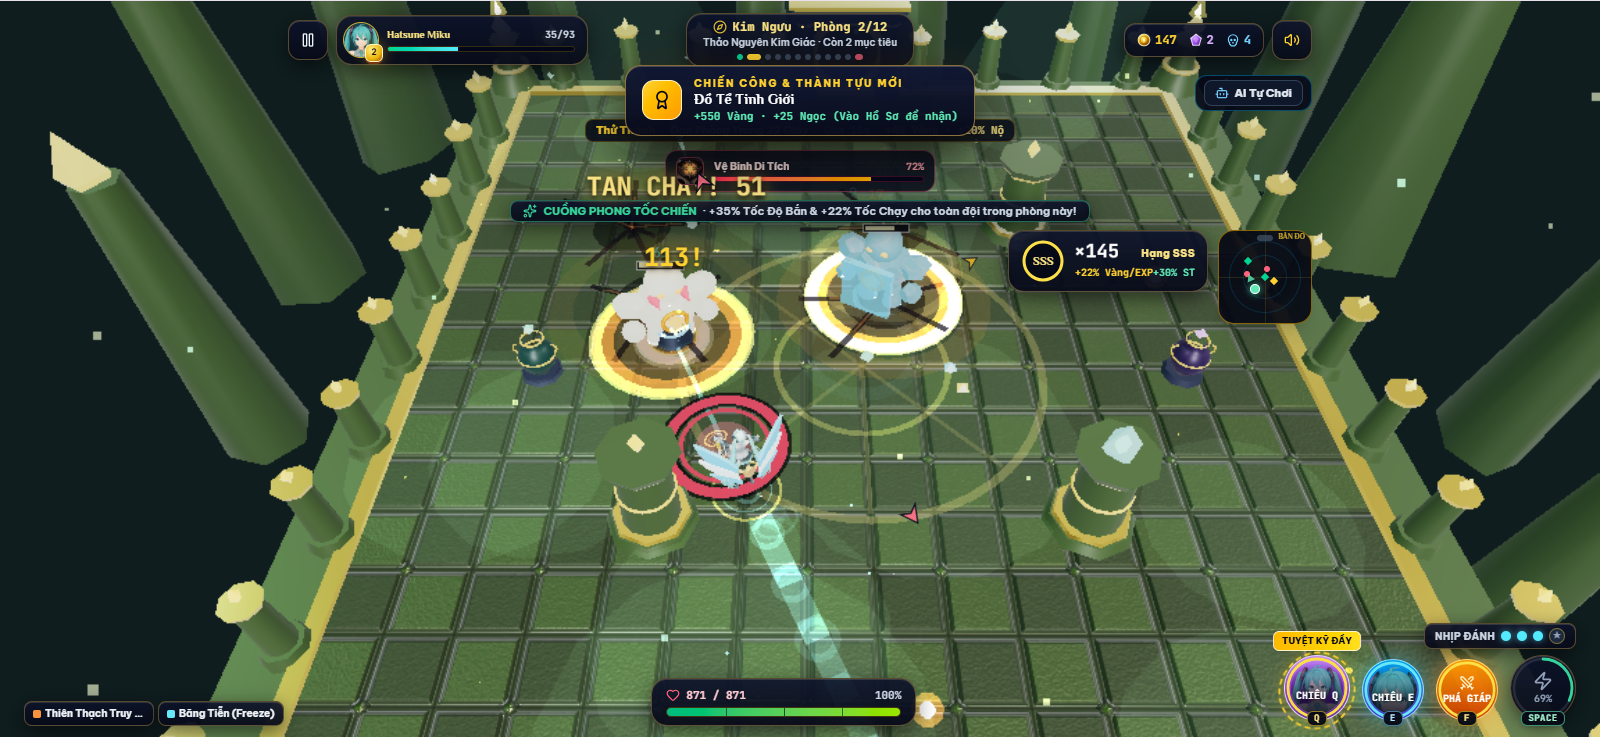 Hatsune Miku
35/93
2
Kim Ngưu · Phòng 2/12
Thảo Nguyên Kim Giác · Còn 2 mục tiêu
147
2
4
AI Tự Chơi
CHIẾN CÔNG & THÀNH TỰU MỚI
Đồ Tể Tinh Giới
+550 Vàng · +25 Ngọc (Vào Hồ Sơ để nhận)
Thử
Nộ
Vệ Binh Di Tích
72%
TAN CHẢY! 51
CUỒNG PHONG TỐC CHIẾN · +35% Tốc Độ Bắn & +22% Tốc Chạy cho toàn đội trong phòng này!
113!
SSS
×145
Hạng SSS
+22% Vàng/EXP+30% ST
BẢN ĐỒ
TUYỆT KỸ ĐẦY
NHỊP ĐÁNH
CHIÊU Q
CHIÊU E
PHÁ GIÁP
69%
Q
E
F
SPACE
871 / 871
100%
Thiên Thạch Truy ...
Băng Tiễn (Freeze)